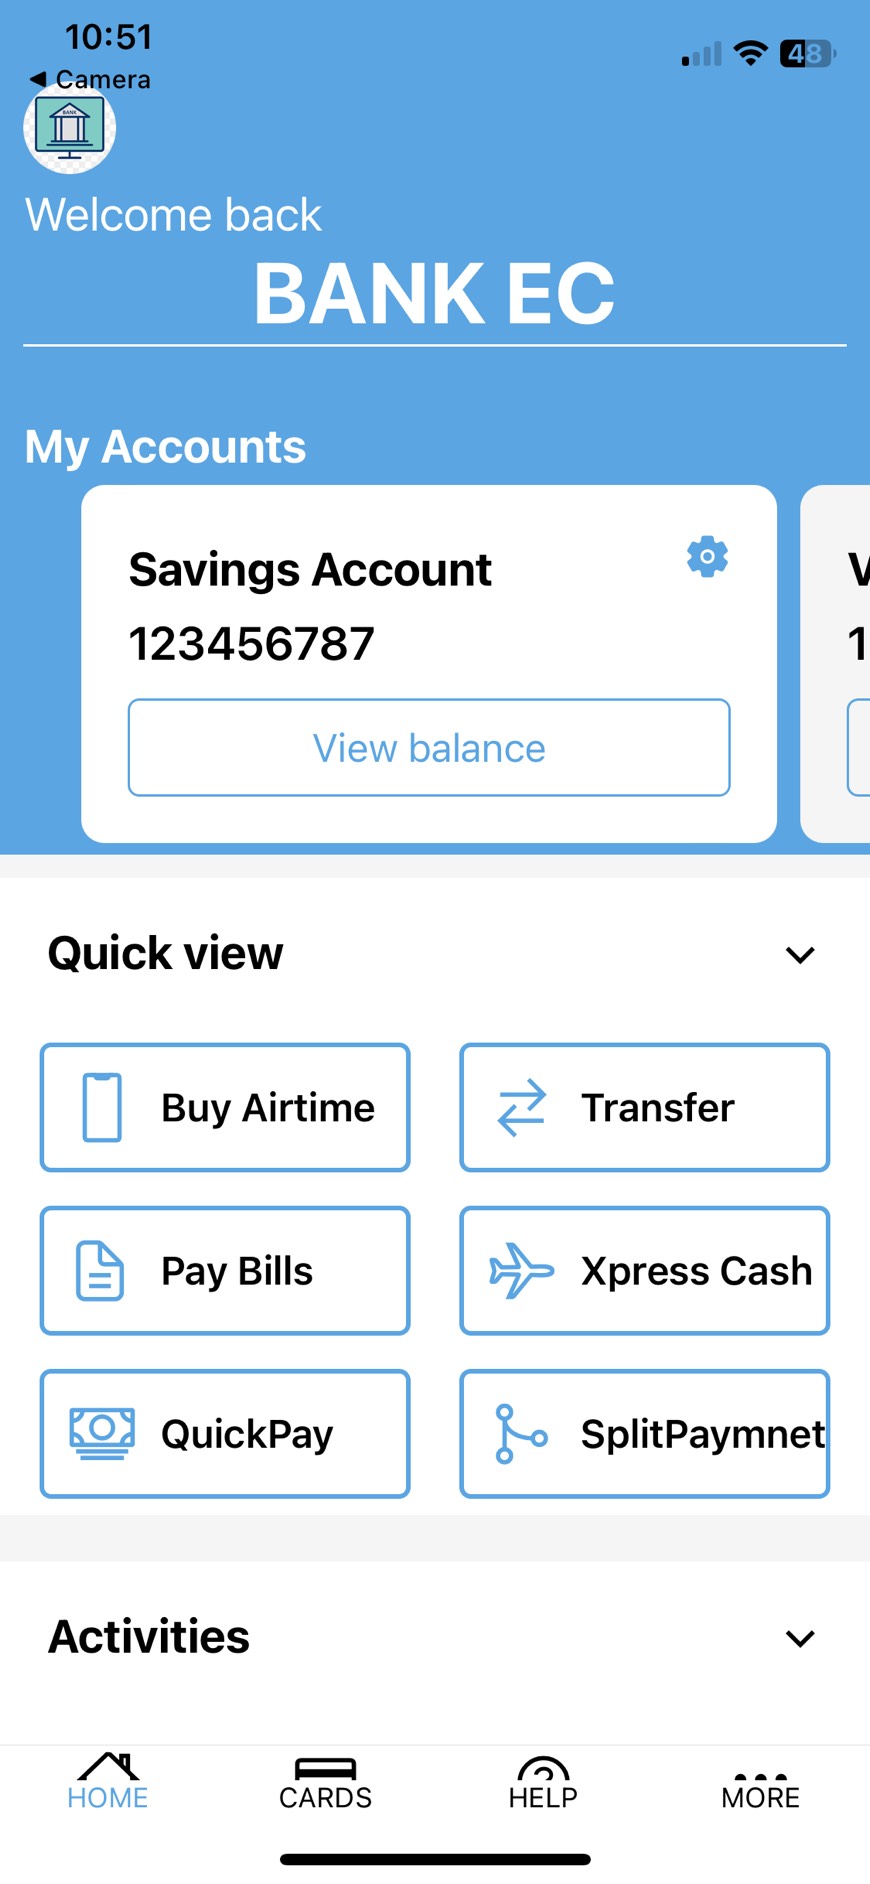 10:51
◀ Camera
48
BANK
Welcome back
BANK EC
My Accounts
Savings Account
123456787
View balance
V
1
Quick view
Buy Airtime
Transfer
Pay Bills
Xpress Cash
QuickPay
SplitPaymnet
Activities
HOME
CARDS
HELP
MORE